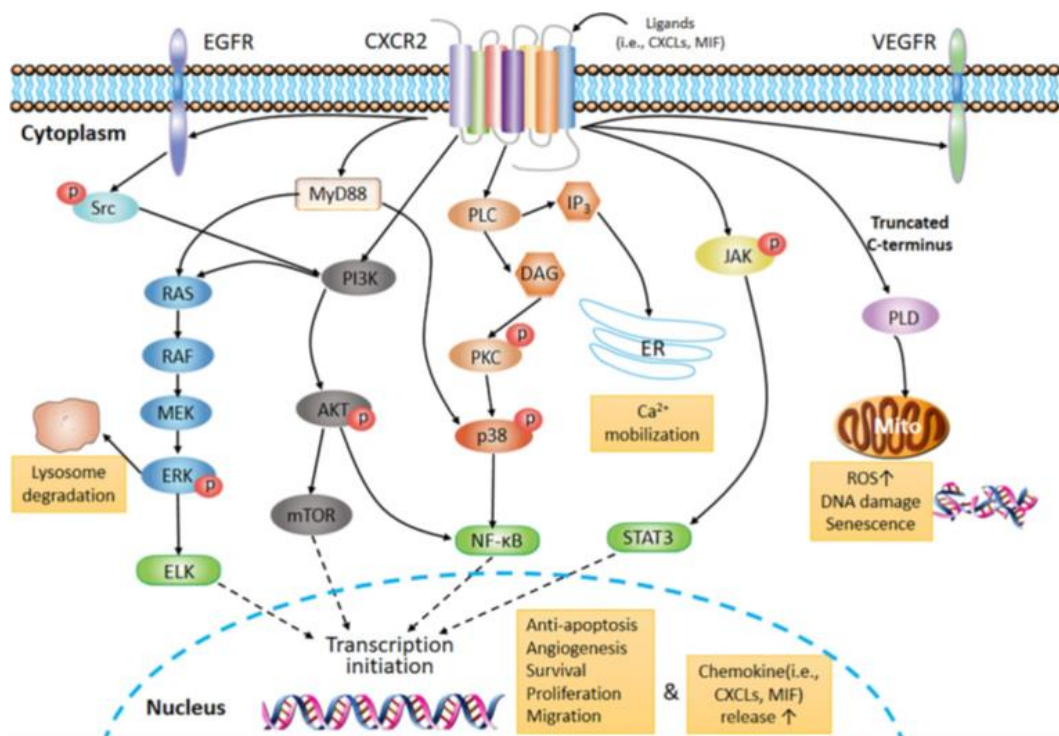 EGFR
CXCR2
Ligands
(i.e., CXCLs, MIF)
VEGFR
Cytoplasm
P
Src
MyD88
PLC
IP3
JAK
P
Truncated
C-terminus
RAS
PI3K
DAG
PLD
RAF
PKC
P
ER
MEK
AKT
P
p38
P
Ca²⁺
mobilization
Mito
Lysosome
degradation
ERK
P
ROS↑
DNA damage
Senescence
mTOR
NF-κB
STAT3
ELK
Transcription
initiation
Anti-apoptosis
Angiogenesis
Survival
Proliferation
Migration
&
Chemokine(i.e.,
CXCLs, MIF)
release ↑
Nucleus